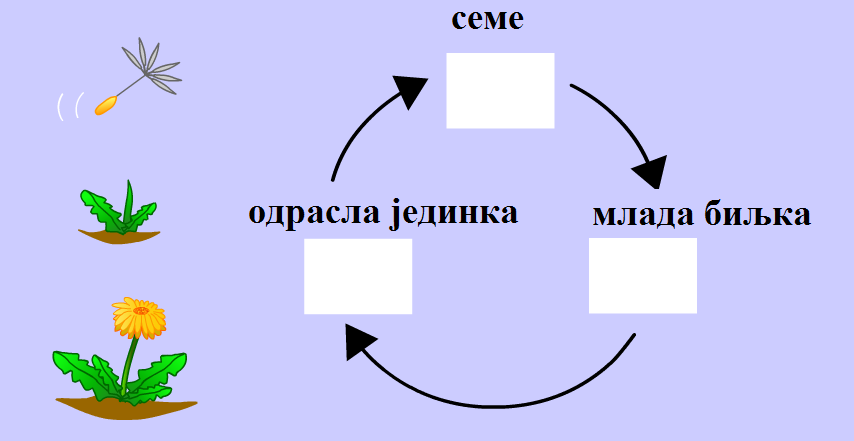 семе
одрасла јединка
млада биљка